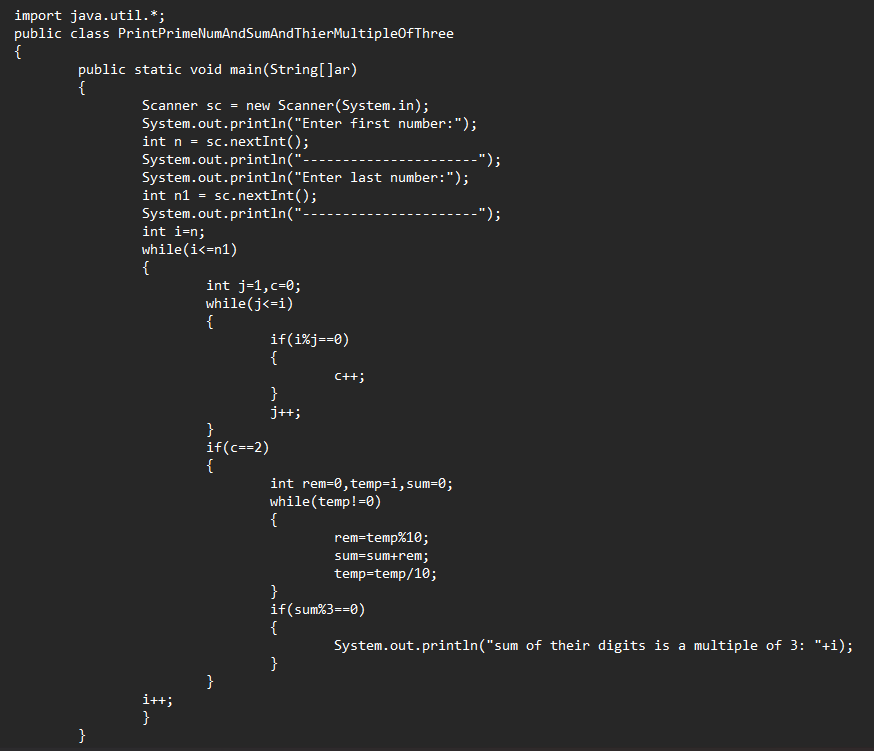 import java.util.*;
public class PrintPrimeNumAndSumAndThierMultipleOfThree
{
        public static void main(String[]ar)
        {
                Scanner sc = new Scanner(System.in);
                System.out.println("Enter first number:");
                int n = sc.nextInt();
                System.out.println("----------------------");
                System.out.println("Enter last number:");
                int n1 = sc.nextInt();
                System.out.println("----------------------");
                int i=n;
                while(i<=n1)
                {
                        int j=1,c=0;
                        while(j<=i)
                        {
                                if(i%j==0)
                                {
                                        c++;
                                }
                                j++;
                        }
                        if(c==2)
                        {
                                int rem=0,temp=i,sum=0;
                                while(temp!=0)
                                {
                                        rem=temp%10;
                                        sum=sum+rem;
                                        temp=temp/10;
                                }
                                if(sum%3==0)
                                {
                                        System.out.println("sum of their digits is a multiple of 3: "+i);
                                }
                        }
                i++;
                }
        }